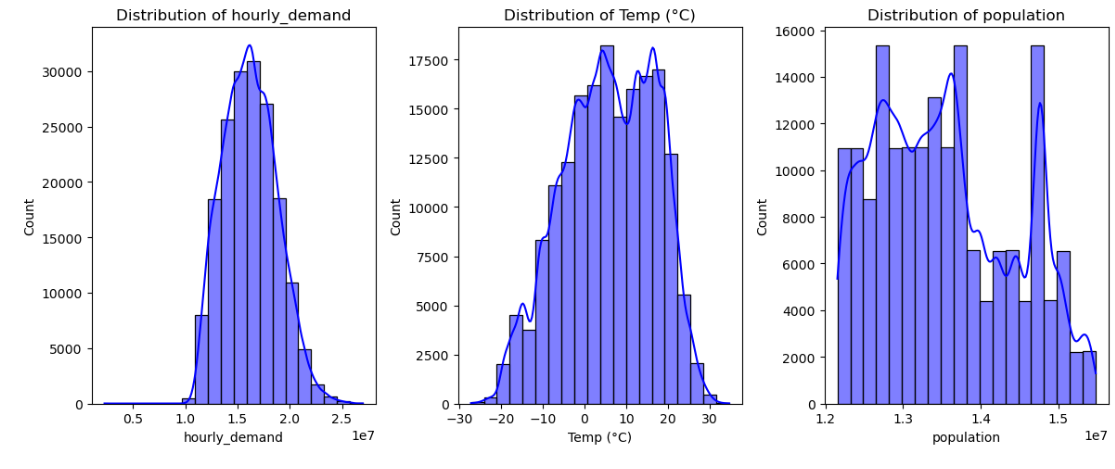 Distribution of hourly_demand
Count
30000
25000
20000
15000
10000
5000
0
0.5 1.0 1.5 2.0 2.5
1e7
hourly_demand
Distribution of Temp (°C)
Count
17500
15000
12500
10000
7500
5000
2500
0
−30 −20 −10 0 10 20 30
Temp (°C)
Distribution of population
Count
16000
14000
12000
10000
8000
6000
4000
2000
0
1.2 1.3 1.4 1.5
1e7
population